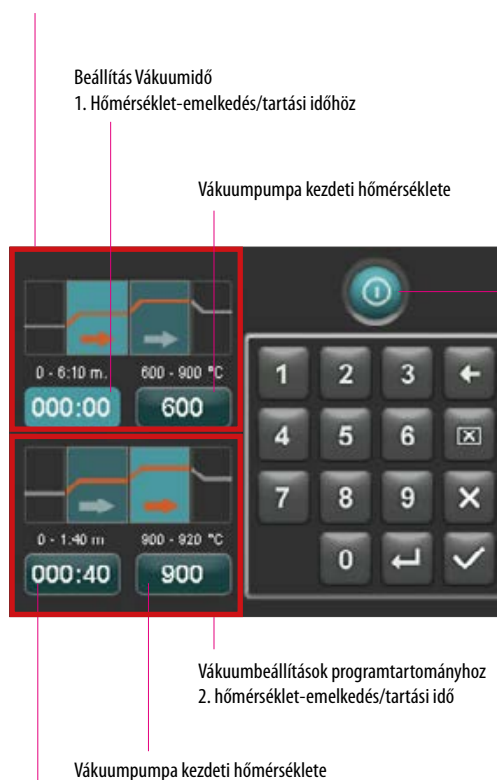 Beállítás Vákuumidő
1. Hőmérséklet-emelkedés/tartási időhöz
Vákuumpumpa kezdeti hőmérséklete
0 - 6:10 m.
600 - 900 °C
000:00
600
0 - 1:40 m
900 - 920 °C
000:40
900
1 2 3
4 5 6
7 8 9
0
Vákuumbeállítások programtartományhoz
2. hőmérséklet-emelkedés/tartási idő
Vákuumpumpa kezdeti hőmérséklete